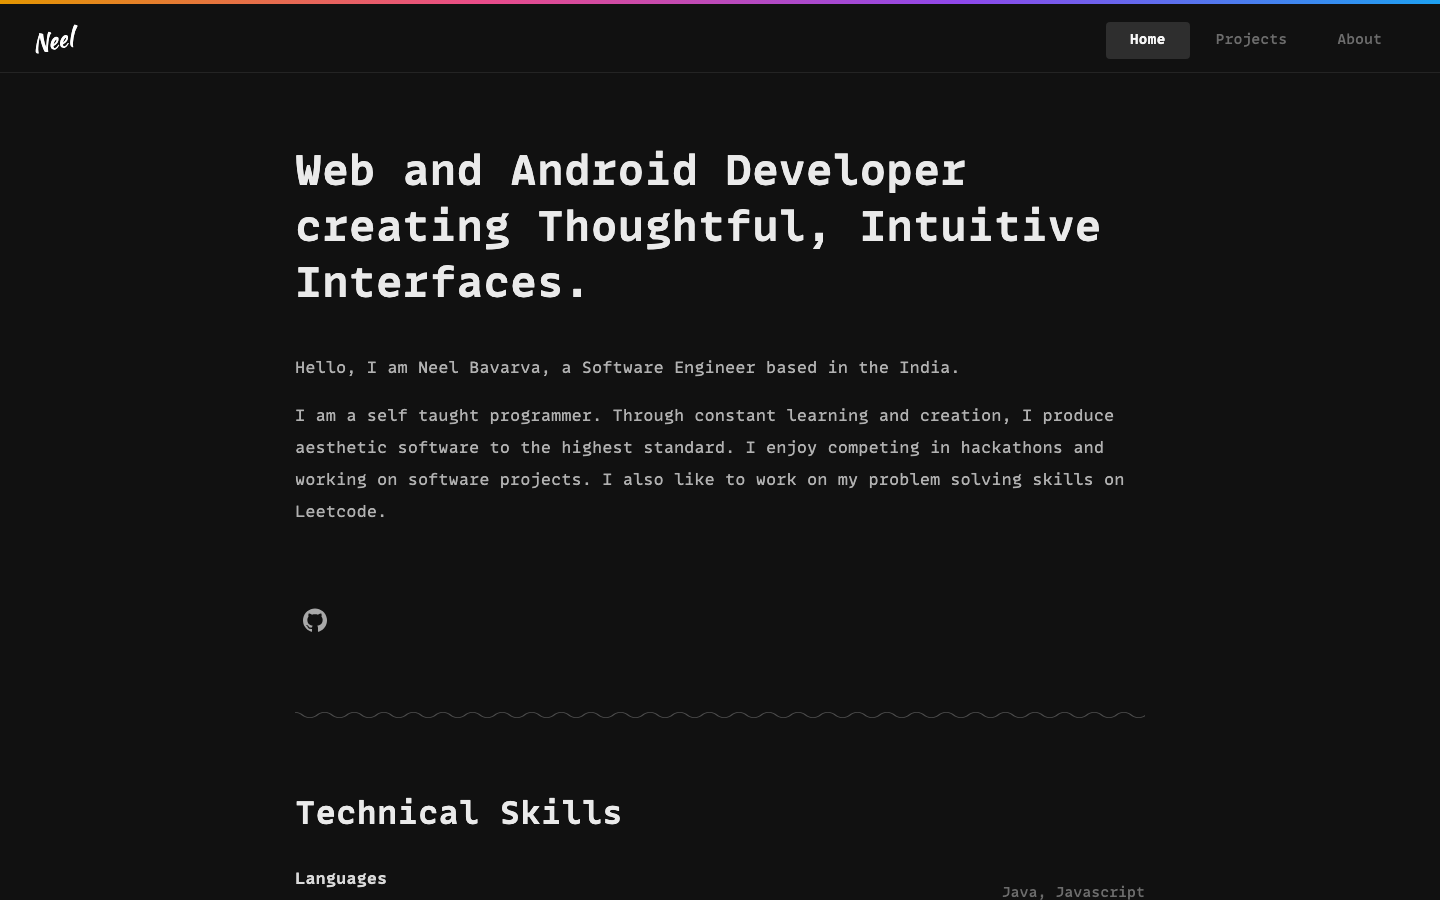 Neel
Home
Projects
About
Web and Android Developer
creating Thoughtful, Intuitive
Interfaces.
Hello, I am Neel Bavarva, a Software Engineer based in the India.
I am a self taught programmer. Through constant learning and creation, I produce
aesthetic software to the highest standard. I enjoy competing in hackathons and
working on software projects. I also like to work on my problem solving skills on
Leetcode.
Technical Skills
Languages
Java, Javascript